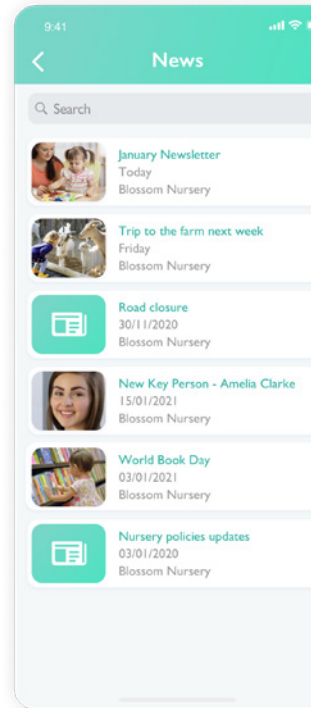 9:41
News
Search
January Newsletter
Today
Blossom Nursery
Trip to the farm next week
Friday
Blossom Nursery
Road closure
30/11/2020
Blossom Nursery
New Key Person - Amelia Clarke
15/01/2021
Blossom Nursery
World Book Day
03/01/2021
Blossom Nursery
Nursery policies updates
03/01/2020
Blossom Nursery